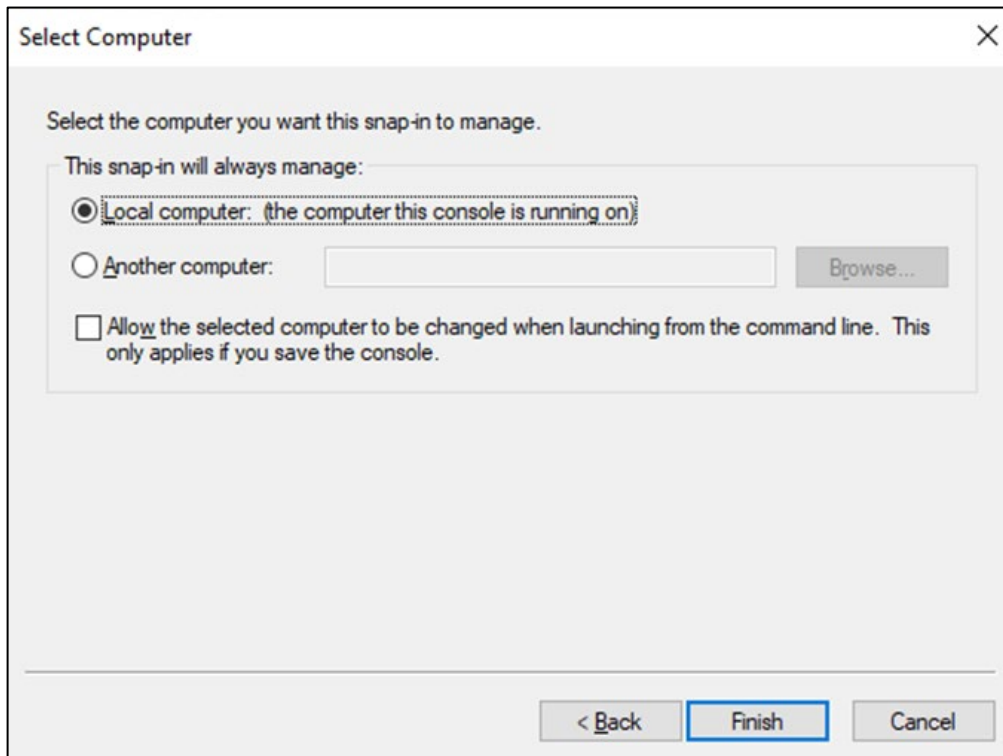 Select Computer
Select the computer you want this snap-in to manage.
This snap-in will always manage:
Local computer: (the computer this console is running on)
Another computer:
Browse...
Allow the selected computer to be changed when launching from the command line. This
only applies if you save the console.
< Back
Finish
Cancel